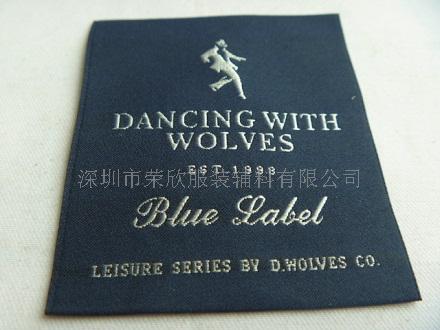 DANCING WITH
WOLVES
EST.1998
深圳市荣欣服装辅料有限公司
Blue Label
LEISURE SERIES BY D.WOLVES CO.